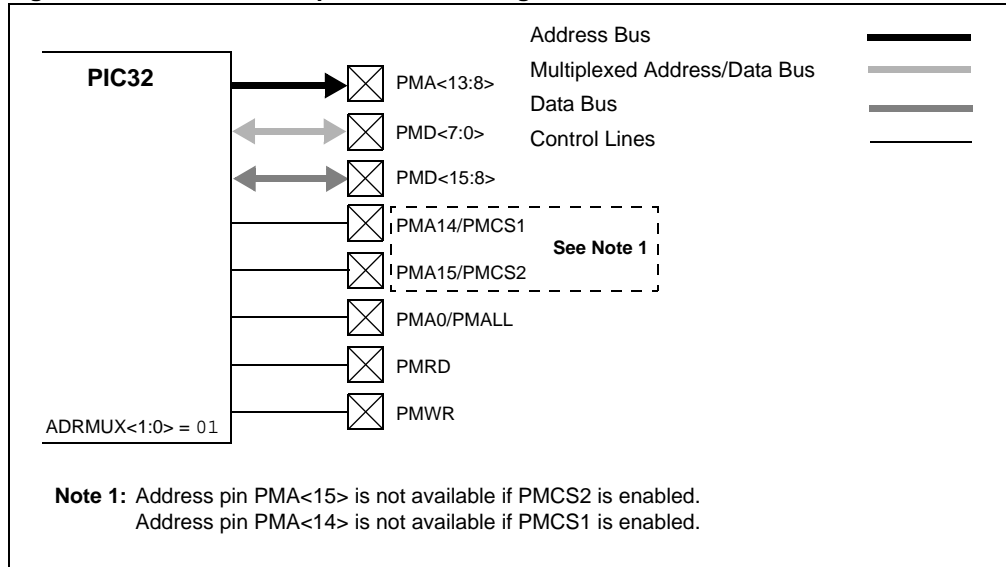 Address Bus
Multiplexed Address/Data Bus
Data Bus
Control Lines
PIC32
PMA<13:8>
PMD<7:0>
PMD<15:8>
PMA14/PMCS1
See Note 1
PMA15/PMCS2
PMA0/PMALL
PMRD
PMWR
ADRMUX<1:0> = 01
Note 1: Address pin PMA<15> is not available if PMCS2 is enabled.
Address pin PMA<14> is not available if PMCS1 is enabled.